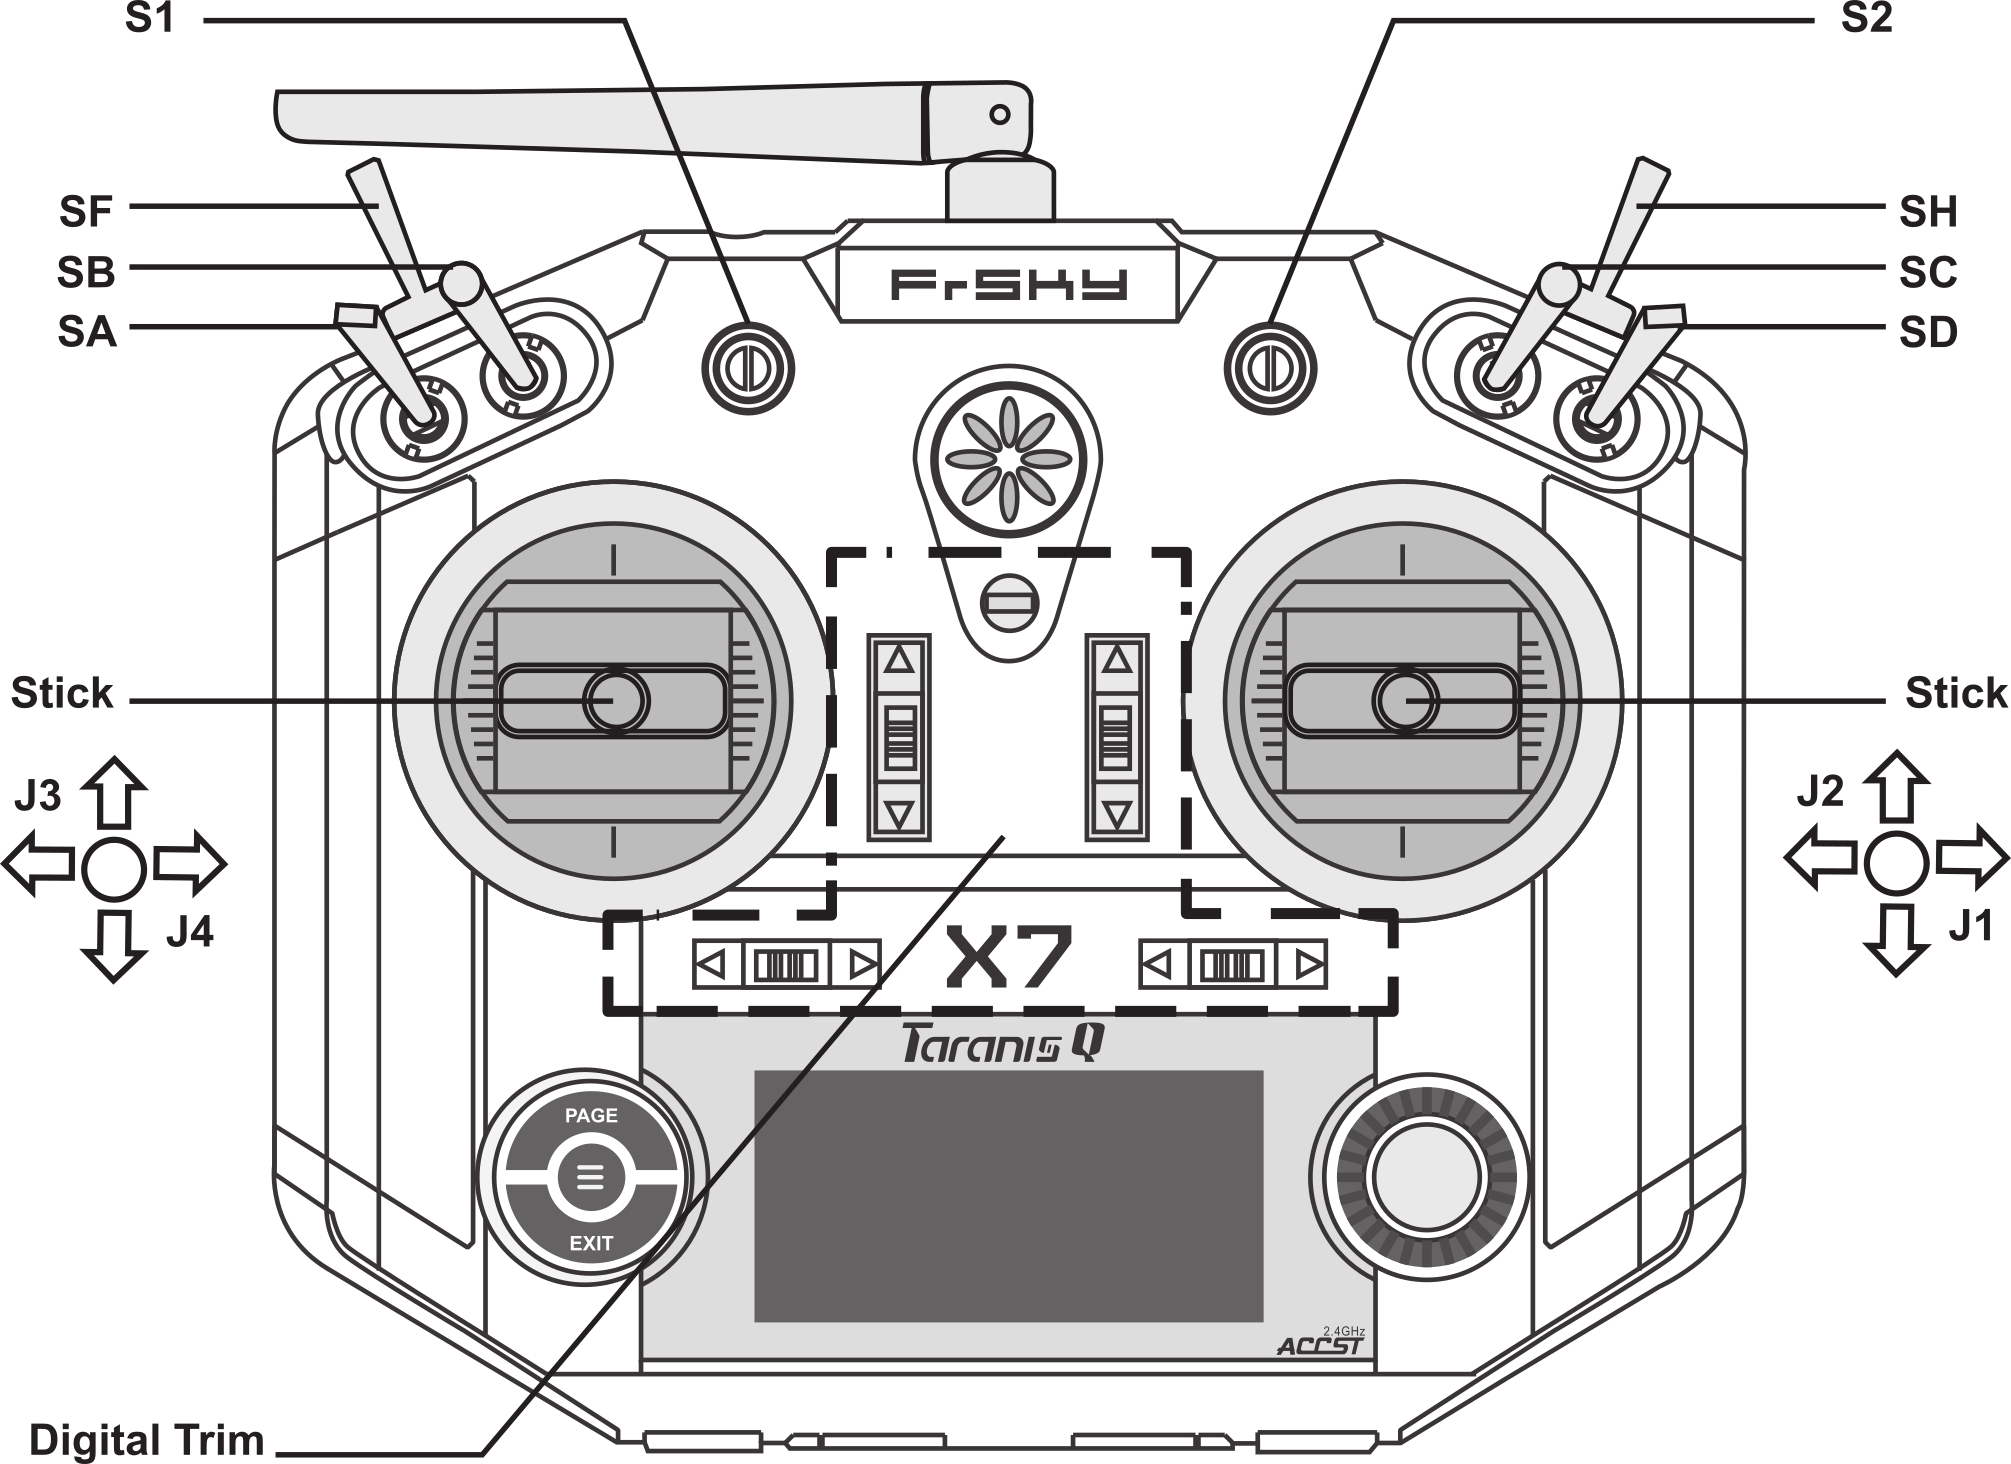 S1
S2
SF
SH
SB
SC
SA
SD
FrSKY
Stick
Stick
J3
J2
J4
J1
X7
Taranis Q
PAGE
EXIT
2.4GHz
ACCST
Digital Trim